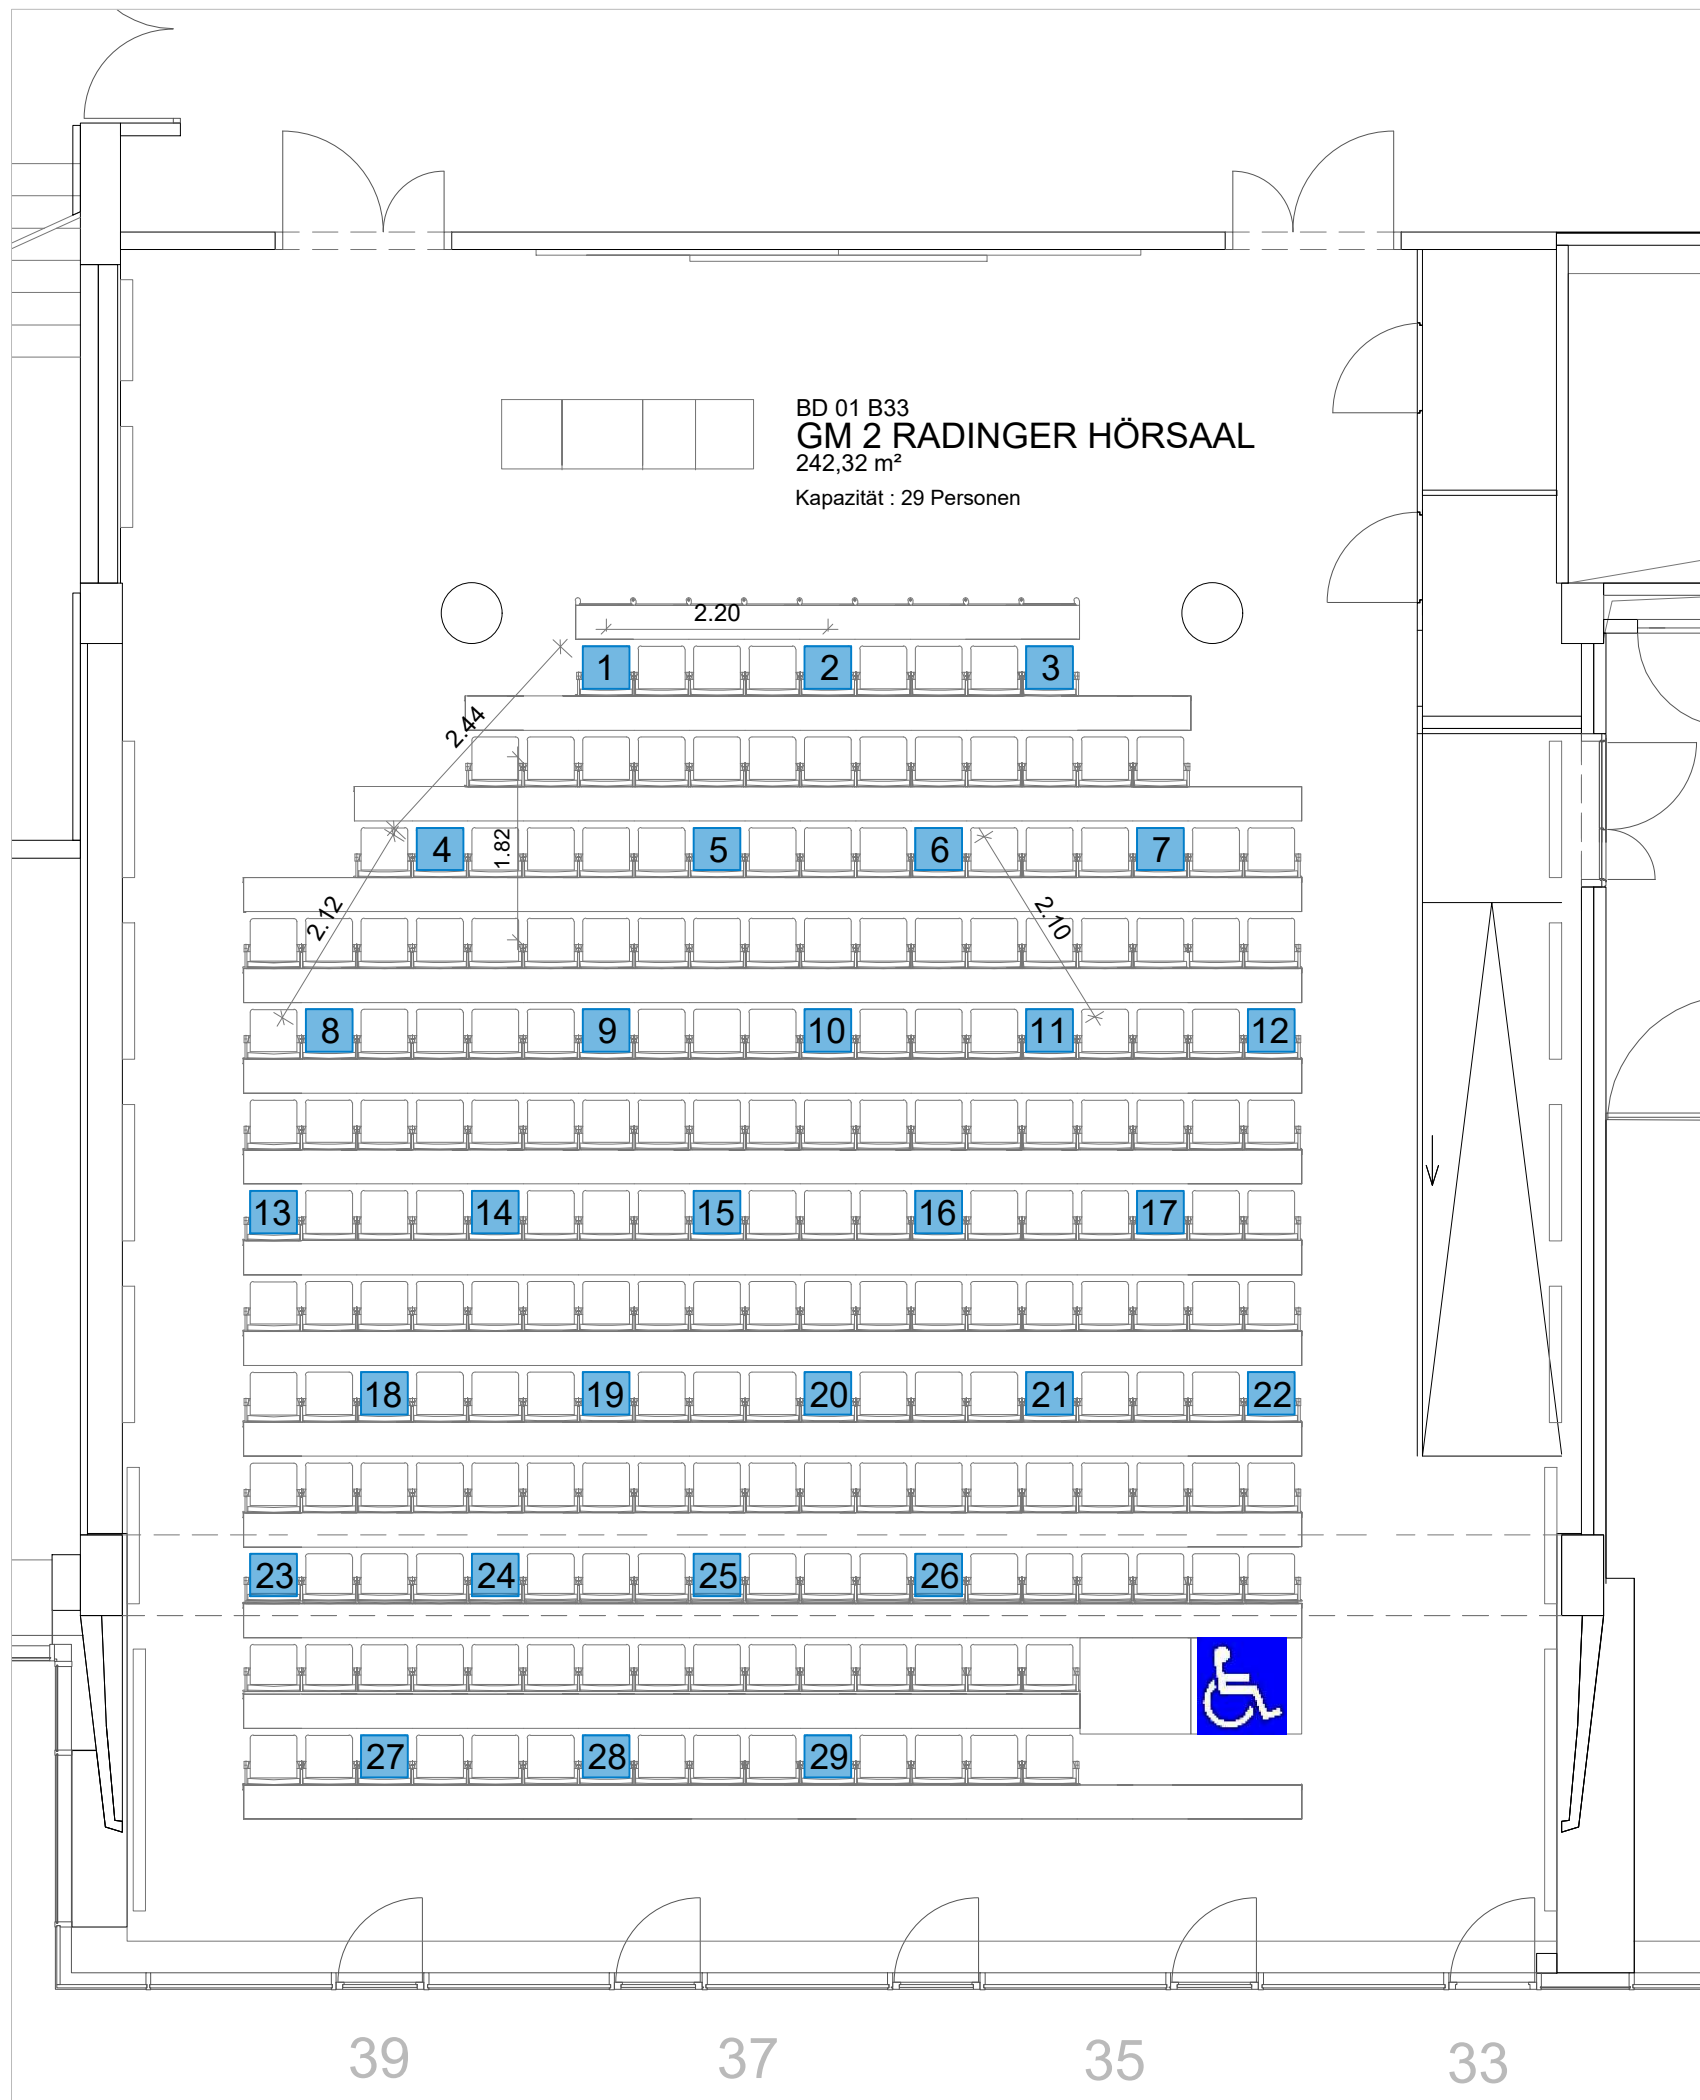 BD 01 B33
GM 2 RADINGER HÖRSAAL
242,32 m²
Kapazität : 29 Personen
2.20
1 2 3
2.44
4 1.82 5 6 7
2.12 2.10
8 9 10 11 12
13 14 15 16 17
18 19 20 21 22
23 24 25 26
27 28 29
39 37 35 33